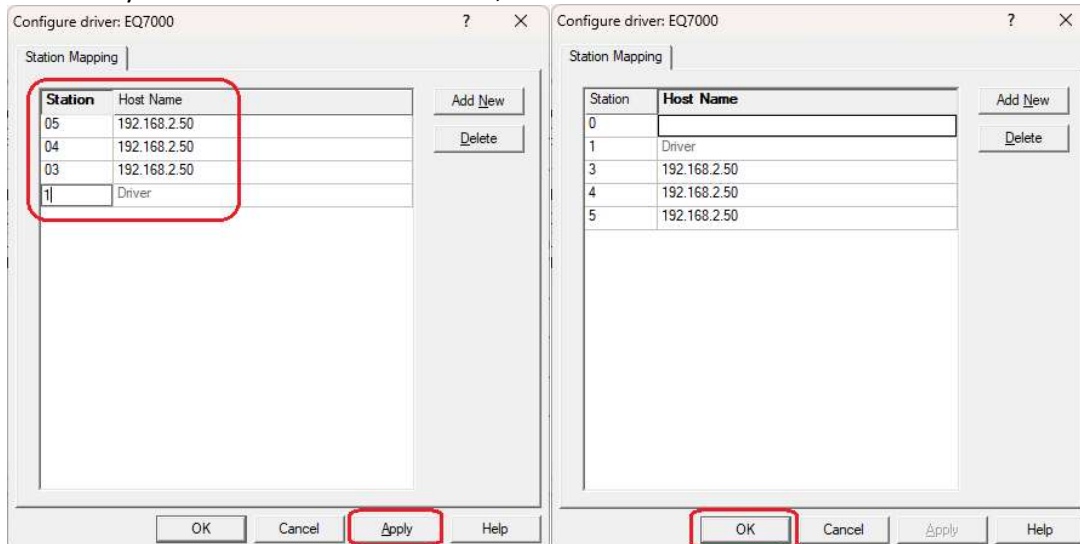 Configure driver: EQ7000 ? X
Station Mapping
Station Host Name
05 192.168.2.50
04 192.168.2.50
03 192.168.2.50
1 Driver
Add New
Delete
OK Cancel Apply Help
Configure driver: EQ7000 ? X
Station Mapping
Station Host Name
0
1 Driver
3 192.168.2.50
4 192.168.2.50
5 192.168.2.50
Add New
Delete
OK Cancel Apply Help